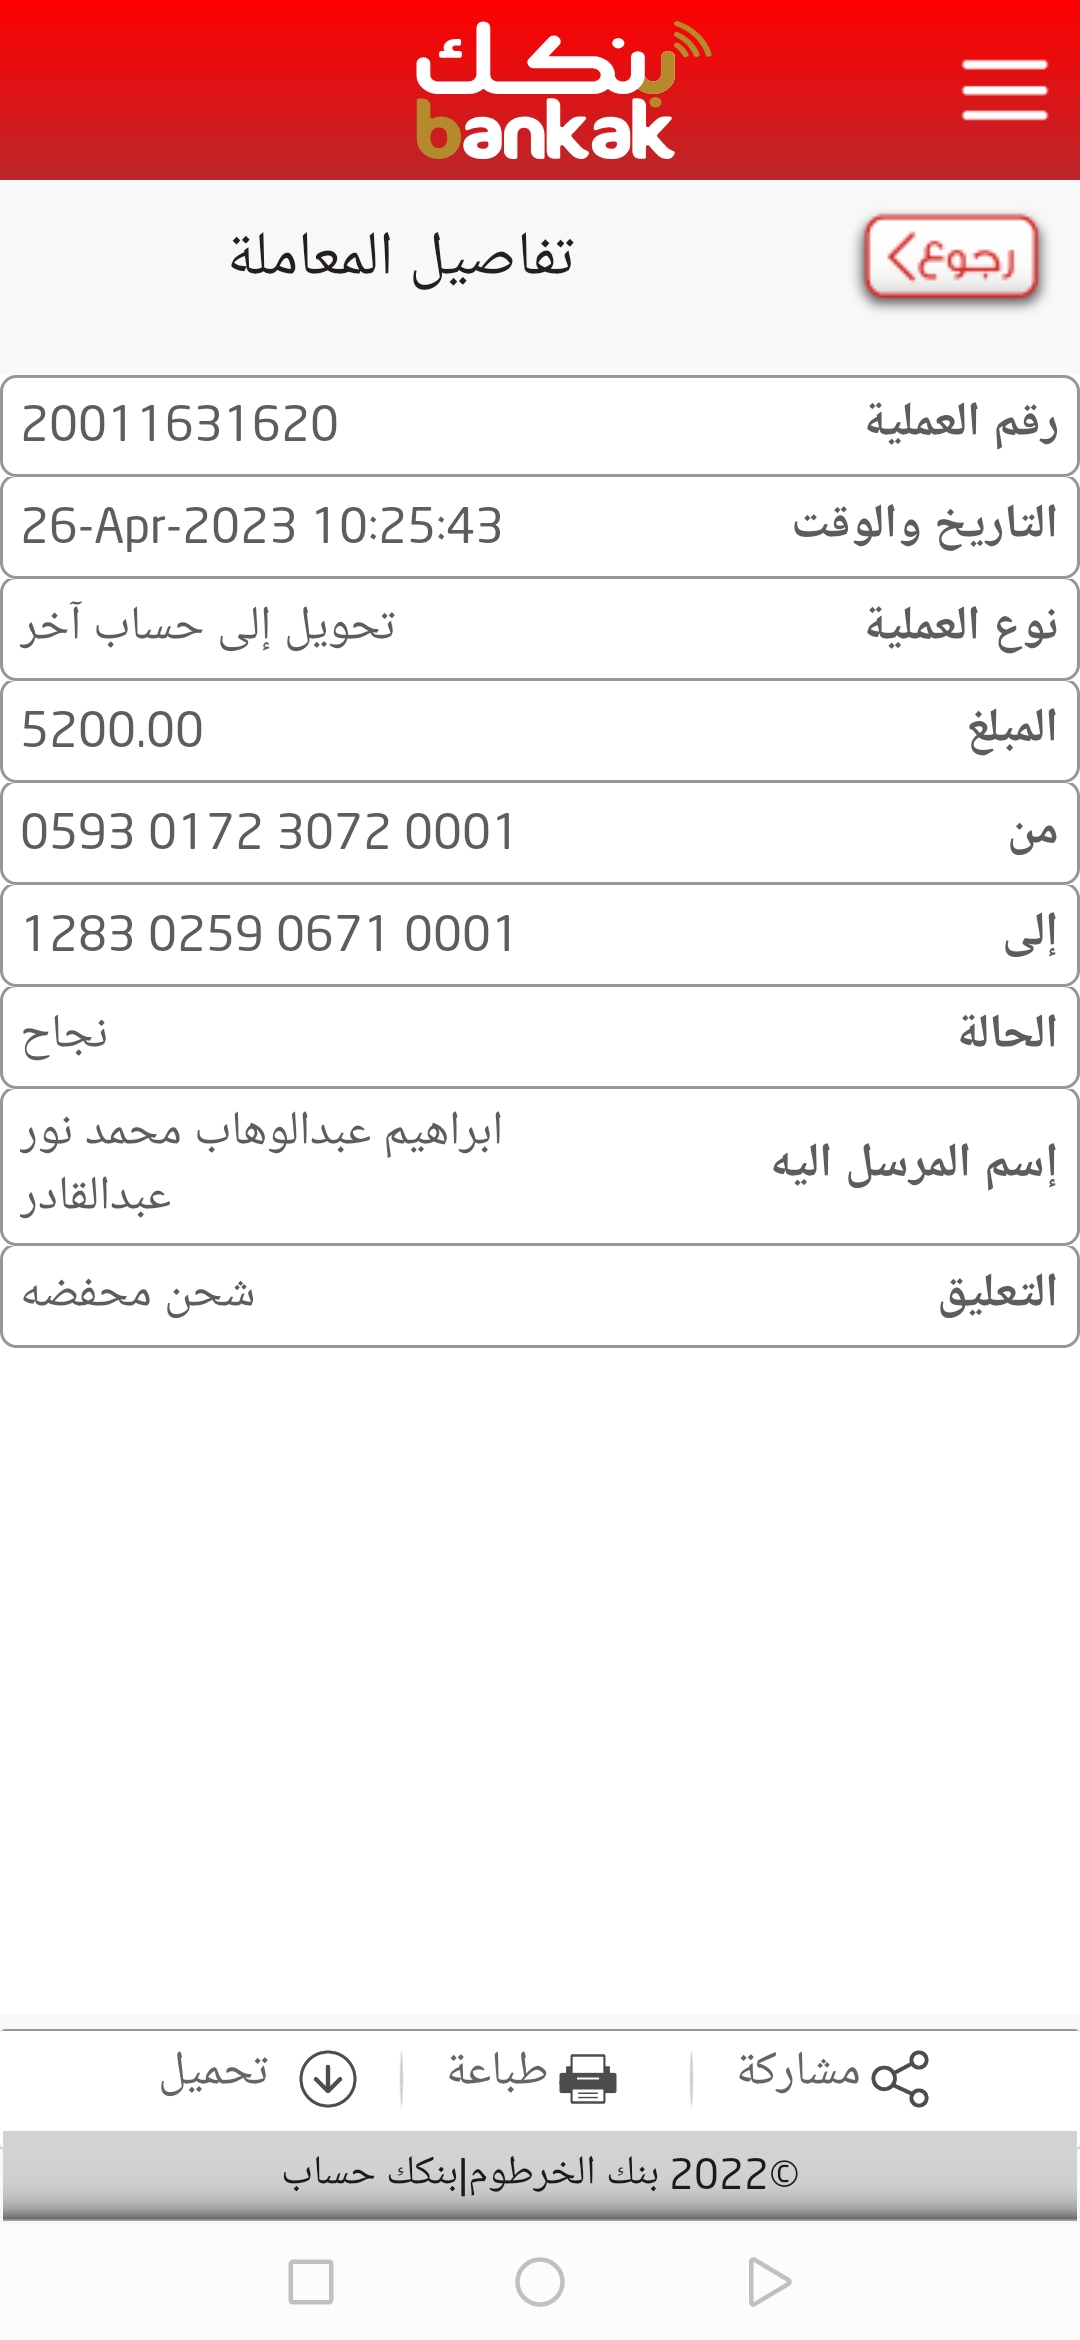 بنكك
bankak
رجوع
تفاصيل المعاملة
رقم العملية 20011631620
التاريخ والوقت 26-Apr-2023 10:25:43
نوع العملية تحويل إلى حساب آخر
المبلغ 5200.00
من 0593 0172 3072 0001
إلى 1283 0259 0671 0001
الحالة نجاح
إسم المرسل اليه ابراهيم عبدالوهاب محمد نور
عبدالقادر
التعليق شحن محفضه
مشاركة | طباعة | تحميل
©2022 بنك الخرطوم|بنكك حساب